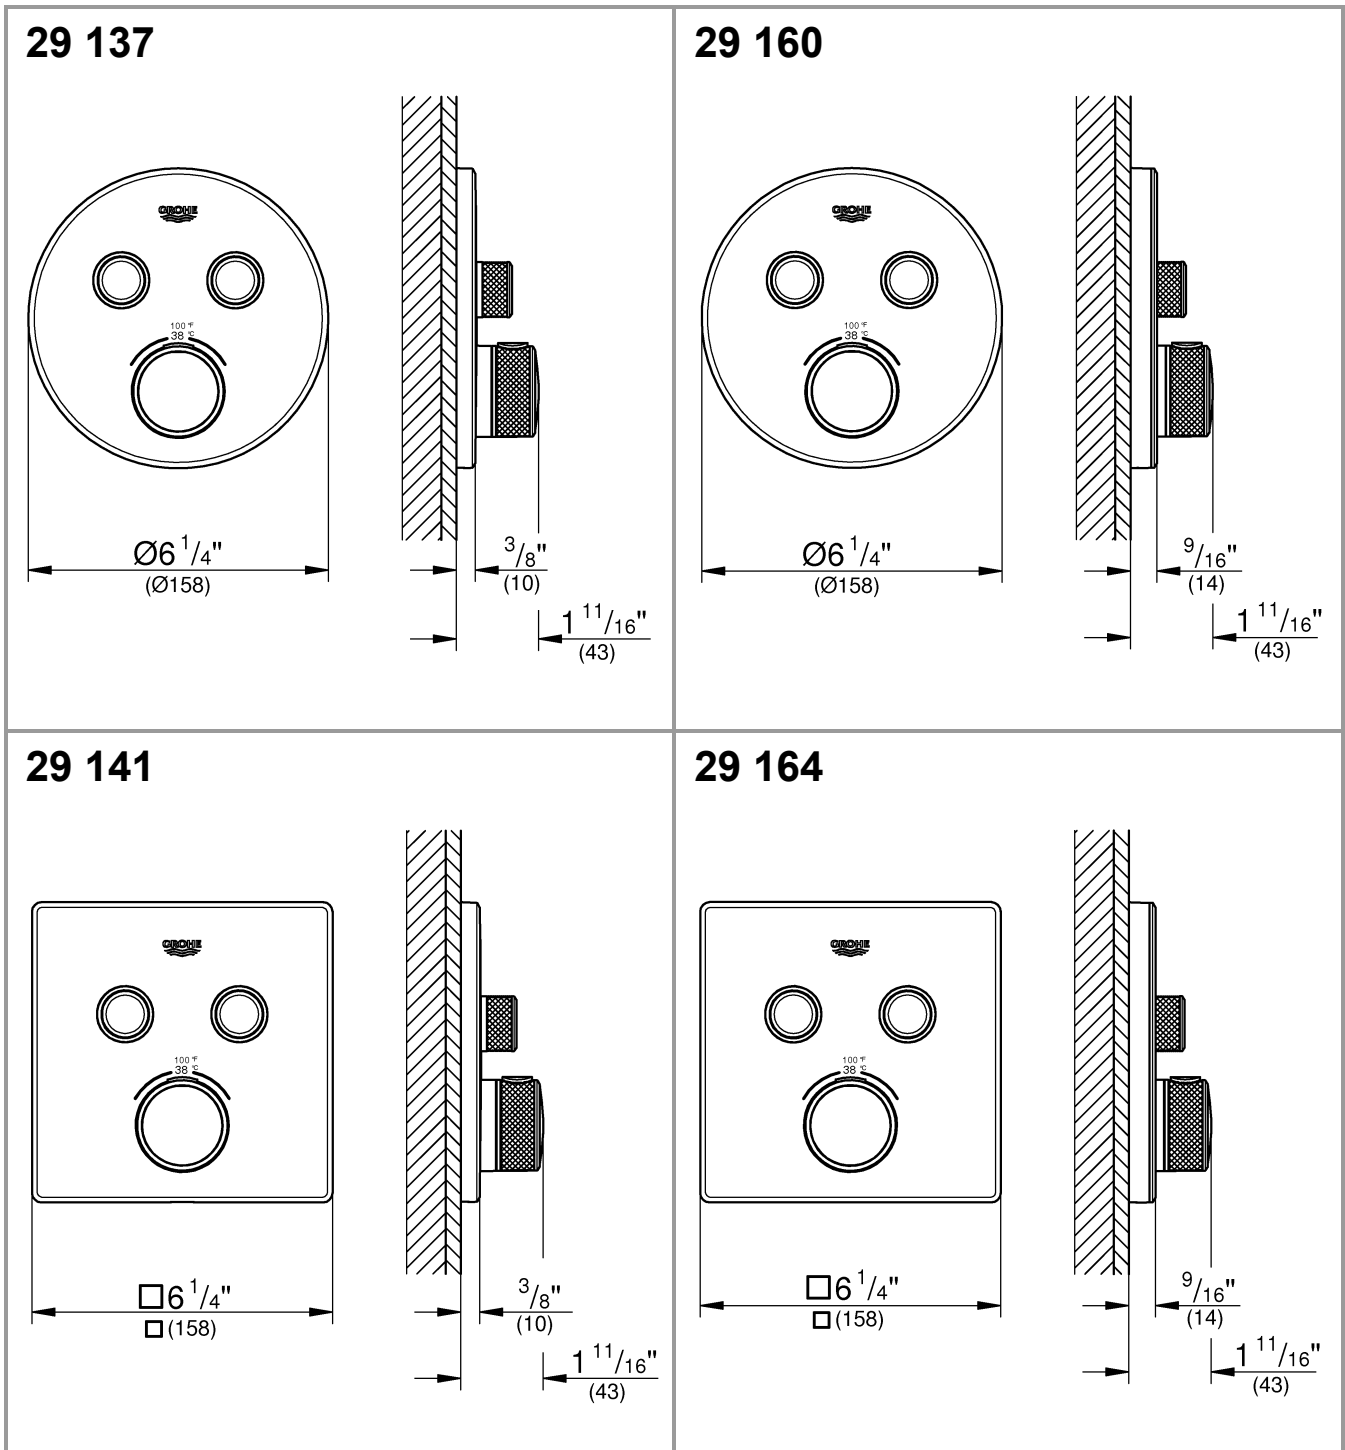 29 137
GROHE
100 °F
38 °C
Ø6 1/4"
(Ø158)
3/8"
(10)
1 11/16"
(43)
29 160
GROHE
100 °F
38 °C
Ø6 1/4"
(Ø158)
9/16"
(14)
1 11/16"
(43)
29 141
GROHE
100 °F
38 °C
□6 1/4"
□(158)
3/8"
(10)
1 11/16"
(43)
29 164
GROHE
100 °F
38 °C
□6 1/4"
□(158)
9/16"
(14)
1 11/16"
(43)